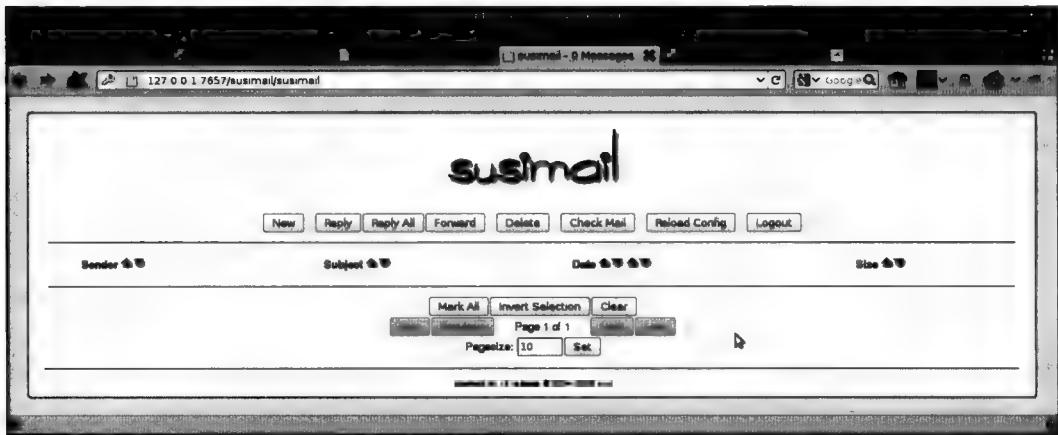 susimail - 0 Messages
127 0 0 1 7657/susimail/susimail
Google
susimail
New Reply Reply All Forward Delete Check Mail Reload Config Logout
Sender Subject Date Size
Mark All Invert Selection Clear
Page 1 of 1
Pagesize: 10 Set